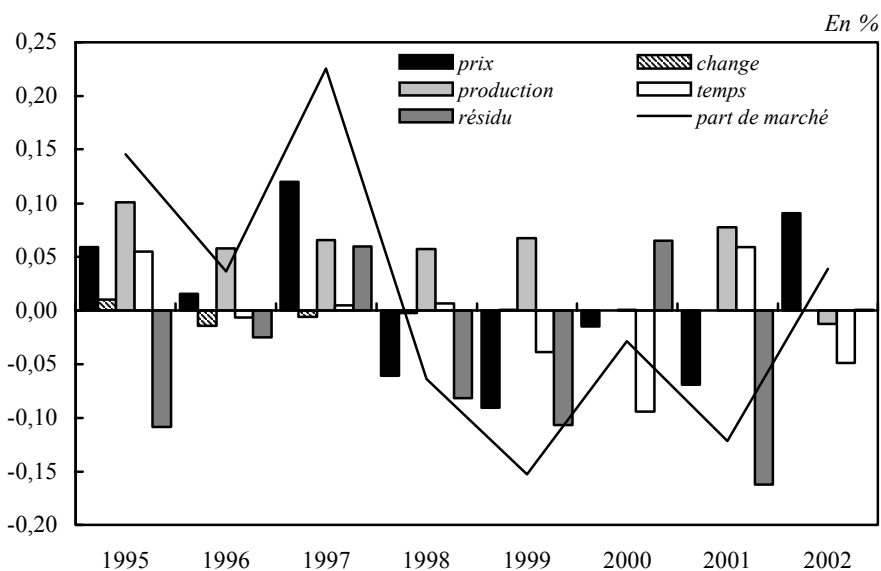 En %
0,25
0,20
0,15
0,10
0,05
0,00
-0,05
-0,10
-0,15
-0,20
prix
change
production
temps
résidu
part de marché
1995 1996 1997 1998 1999 2000 2001 2002